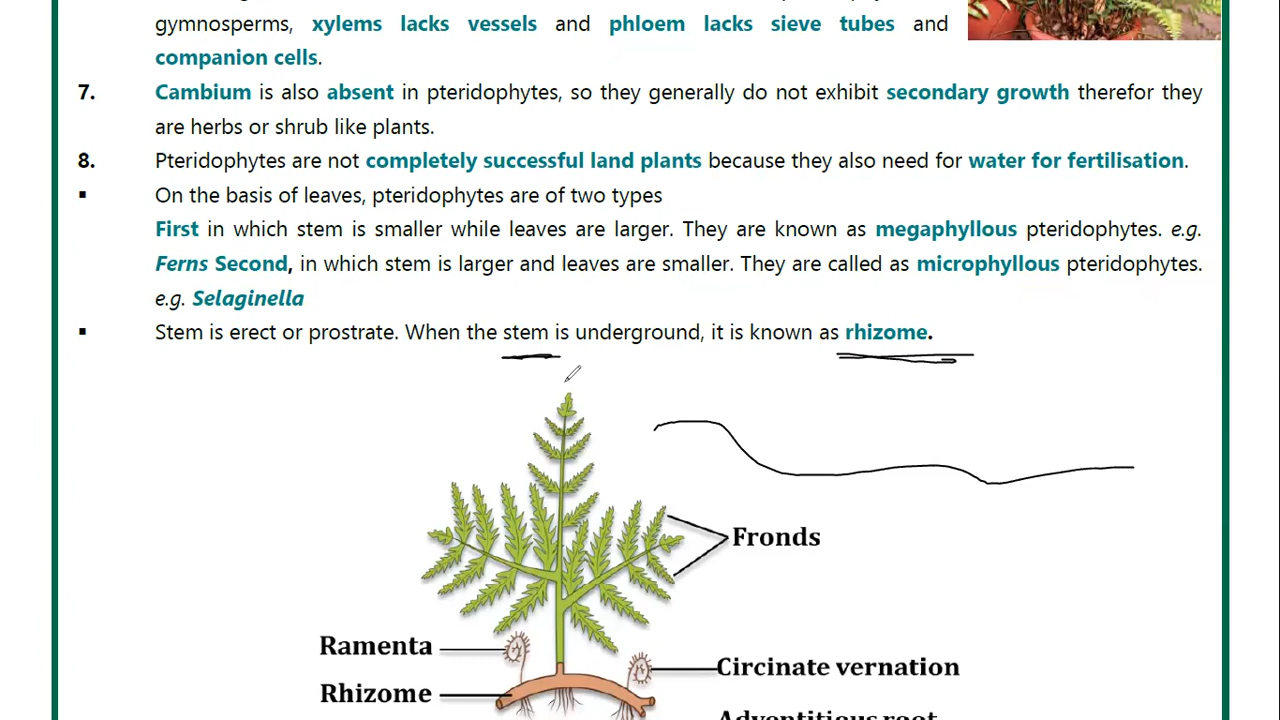 gymnosperms, xylems lacks vessels and phloem lacks sieve tubes and
companion cells.
7. Cambium is also absent in pteridophytes, so they generally do not exhibit secondary growth therefor they
are herbs or shrub like plants.
8. Pteridophytes are not completely successful land plants because they also need for water for fertilisation.
▪ On the basis of leaves, pteridophytes are of two types
First in which stem is smaller while leaves are larger. They are known as megaphyllous pteridophytes. e.g.
Ferns Second, in which stem is larger and leaves are smaller. They are called as microphyllous pteridophytes.
e.g. Selaginella
▪ Stem is erect or prostrate. When the stem is underground, it is known as rhizome.
Fronds
Ramenta
Circinate vernation
Rhizome
Adventitious root